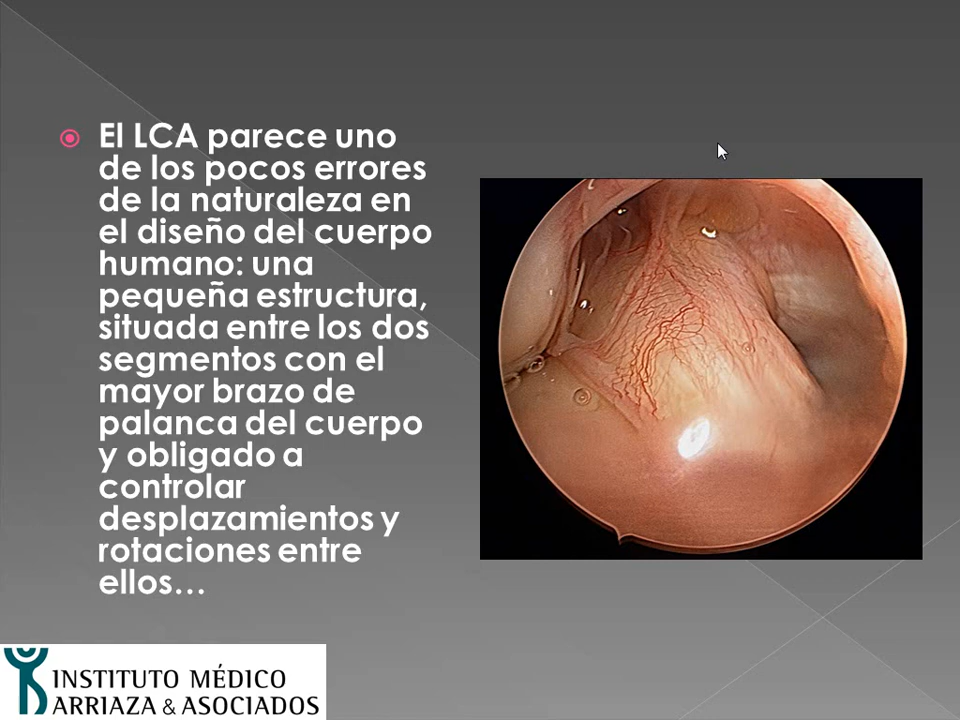 El LCA parece uno
de los pocos errores
de la naturaleza en
el diseño del cuerpo
humano: una
pequeña estructura,
situada entre los dos
segmentos con el
mayor brazo de
palanca del cuerpo
y obligado a
controlar
desplazamientos y
rotaciones entre
ellos…
INSTITUTO MÉDICO
ARRIAZA & ASOCIADOS